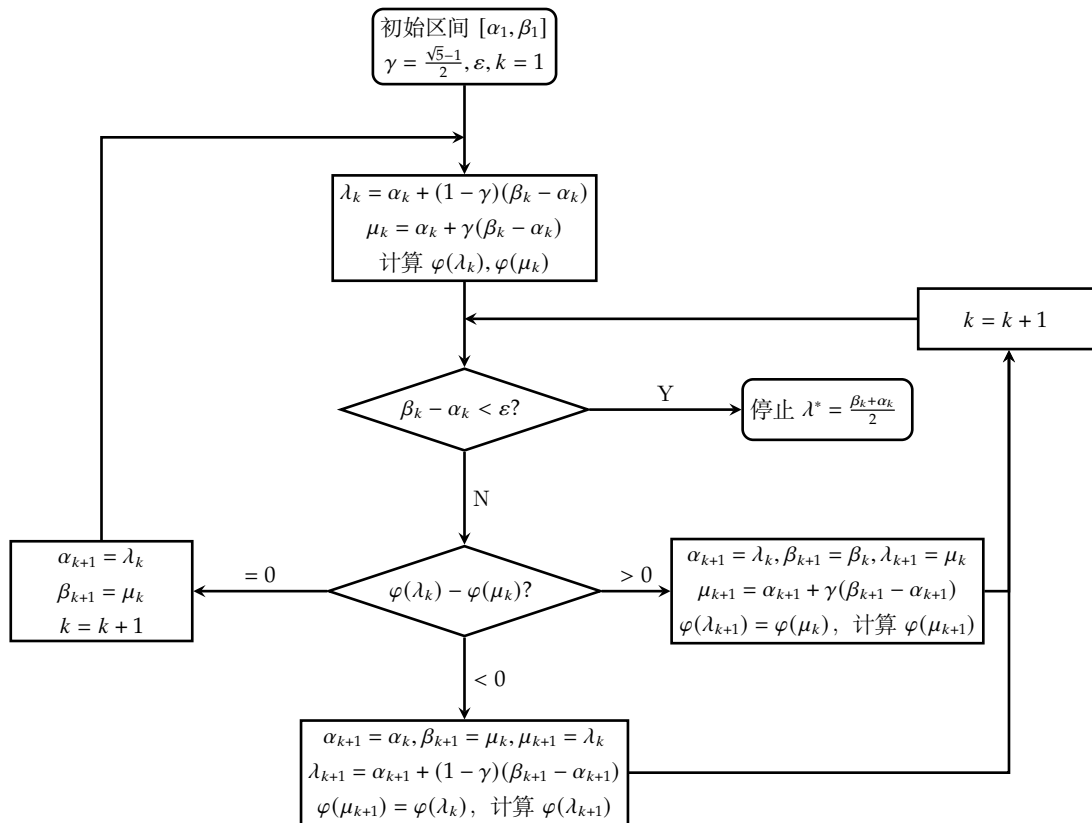 初始区间 [α₁, β₁]
γ = (√5−1)/2, ε, k = 1
λₖ = αₖ + (1 − γ)(βₖ − αₖ)
μₖ = αₖ + γ(βₖ − αₖ)
计算 φ(λₖ), φ(μₖ)
k = k + 1
βₖ − αₖ < ε?
Y
停止 λ* = (βₖ+αₖ)/2
N
αₖ₊₁ = λₖ
βₖ₊₁ = μₖ
k = k + 1
= 0
φ(λₖ) − φ(μₖ)?
> 0
αₖ₊₁ = λₖ, βₖ₊₁ = βₖ, λₖ₊₁ = μₖ
μₖ₊₁ = αₖ₊₁ + γ(βₖ₊₁ − αₖ₊₁)
φ(λₖ₊₁) = φ(μₖ), 计算 φ(μₖ₊₁)
< 0
αₖ₊₁ = αₖ, βₖ₊₁ = μₖ, μₖ₊₁ = λₖ
λₖ₊₁ = αₖ₊₁ + (1 − γ)(βₖ₊₁ − αₖ₊₁)
φ(μₖ₊₁) = φ(λₖ), 计算 φ(λₖ₊₁)